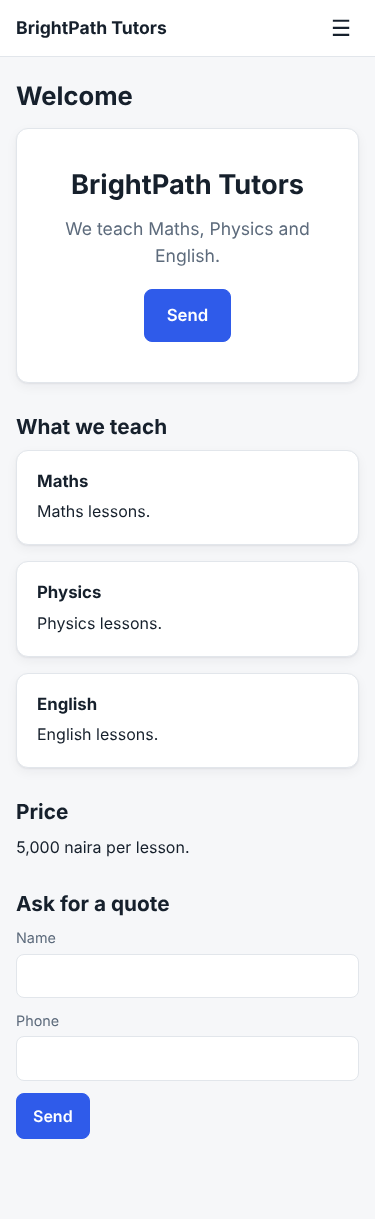 BrightPath Tutors
☰
Welcome
BrightPath Tutors
We teach Maths, Physics and
English.
Send
What we teach
Maths
Maths lessons.
Physics
Physics lessons.
English
English lessons.
Price
5,000 naira per lesson.
Ask for a quote
Name
Phone
Send